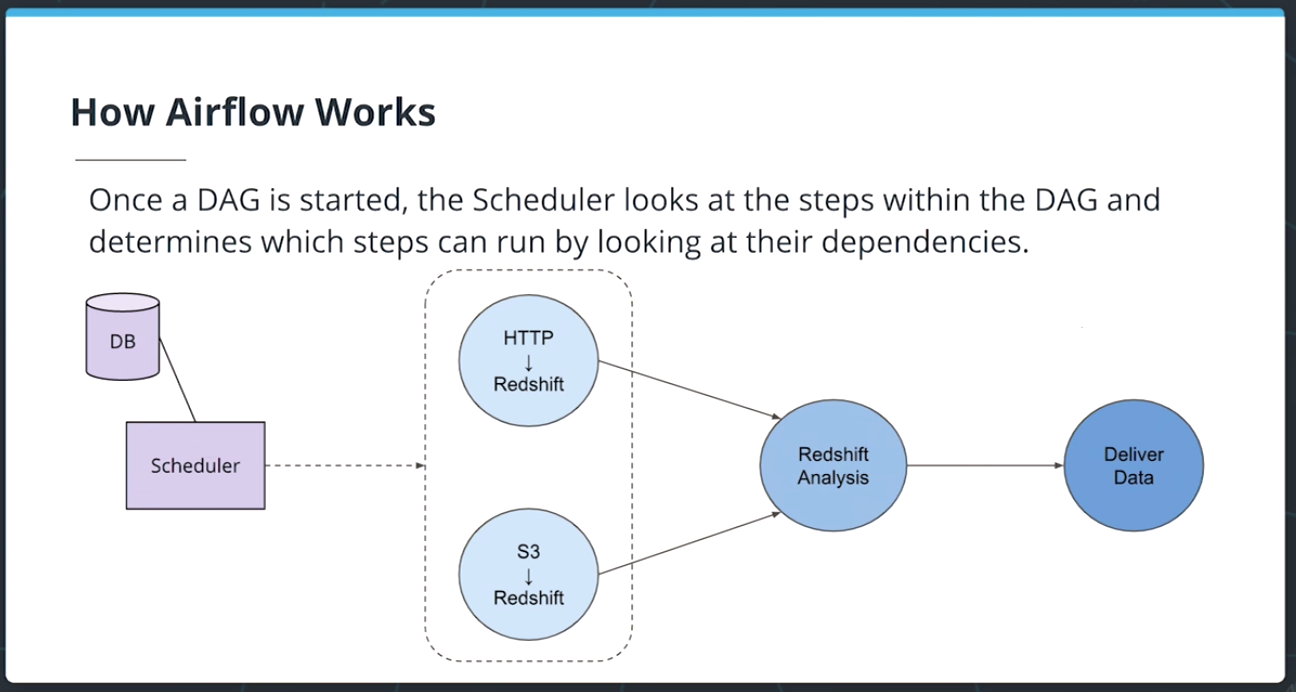 How Airflow Works
Once a DAG is started, the Scheduler looks at the steps within the DAG and
determines which steps can run by looking at their dependencies.
DB
Scheduler
HTTP
↓
Redshift
S3
↓
Redshift
Redshift
Analysis
Deliver
Data